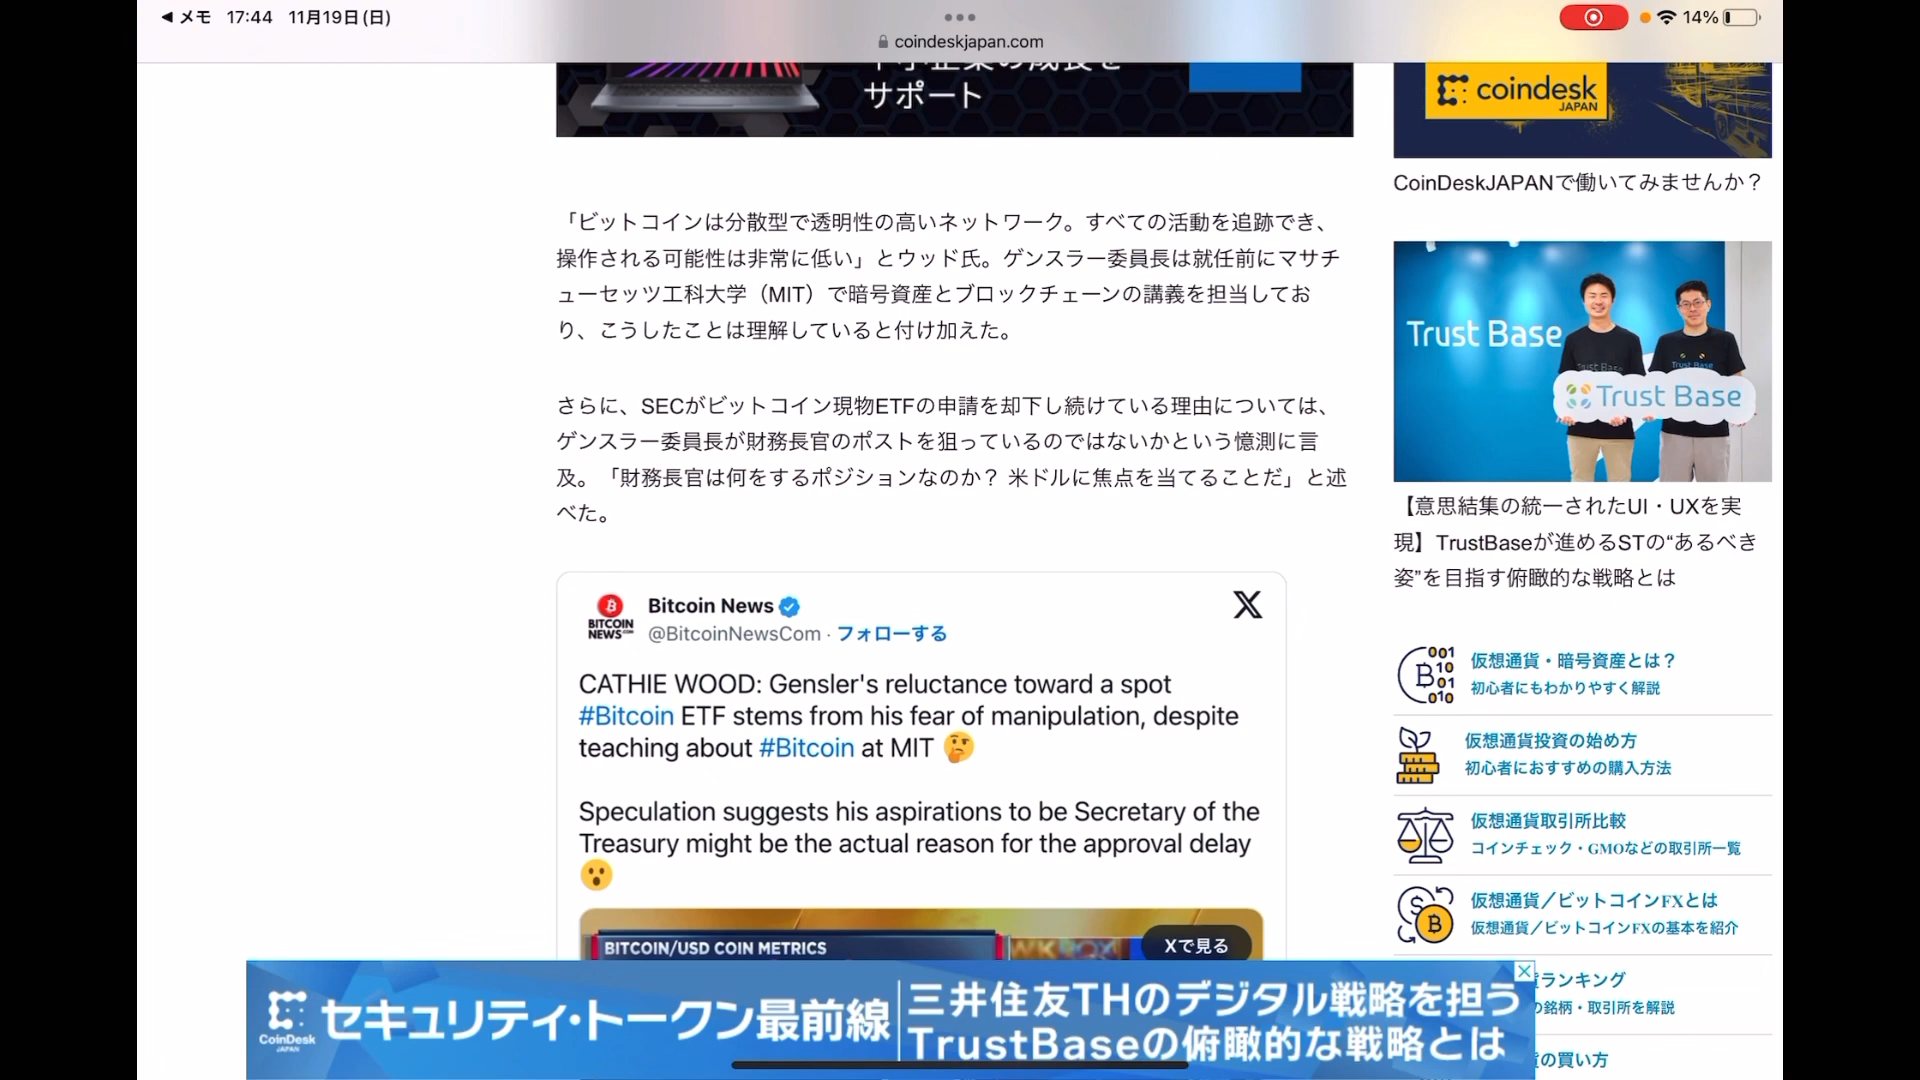 ◀ メモ 17:44 11月19日(日)
14%
coindeskjapan.com
サポート
「ビットコインは分散型で透明性の高いネットワーク。すべての活動を追跡でき、
操作される可能性は非常に低い」とウッド氏。ゲンスラー委員長は就任前にマサチ
ューセッツ工科大学（MIT）で暗号資産とブロックチェーンの講義を担当してお
り、こうしたことは理解していると付け加えた。
さらに、SECがビットコイン現物ETFの申請を却下し続けている理由については、
ゲンスラー委員長が財務長官のポストを狙っているのではないかという憶測に言
及。「財務長官は何をするポジションなのか？ 米ドルに焦点を当てることだ」と述
べた。
BITCOIN
NEWS
Bitcoin News
@BitcoinNewsCom · フォローする
CATHIE WOOD: Gensler's reluctance toward a spot
#Bitcoin ETF stems from his fear of manipulation, despite
teaching about #Bitcoin at MIT 🤔
Speculation suggests his aspirations to be Secretary of the
Treasury might be the actual reason for the approval delay
😮
BITCOIN/USD COIN METRICS
Xで見る
coindesk
JAPAN
CoinDeskJAPANで働いてみませんか？
Trust Base
Trust Base
【意思結集の統一されたUI・UXを実
現】TrustBaseが進めるSTの“あるべき
姿”を目指す俯瞰的な戦略とは
仮想通貨・暗号資産とは？
初心者にもわかりやすく解説
仮想通貨投資の始め方
初心者におすすめの購入方法
仮想通貨取引所比較
コインチェック・GMOなどの取引所一覧
仮想通貨／ビットコインFXとは
仮想通貨／ビットコインFXの基本を紹介
ランキング
の銘柄・取引所を解説
の買い方
CoinDesk
JAPAN
セキュリティ・トークン最前線
三井住友THのデジタル戦略を担う
TrustBaseの俯瞰的な戦略とは